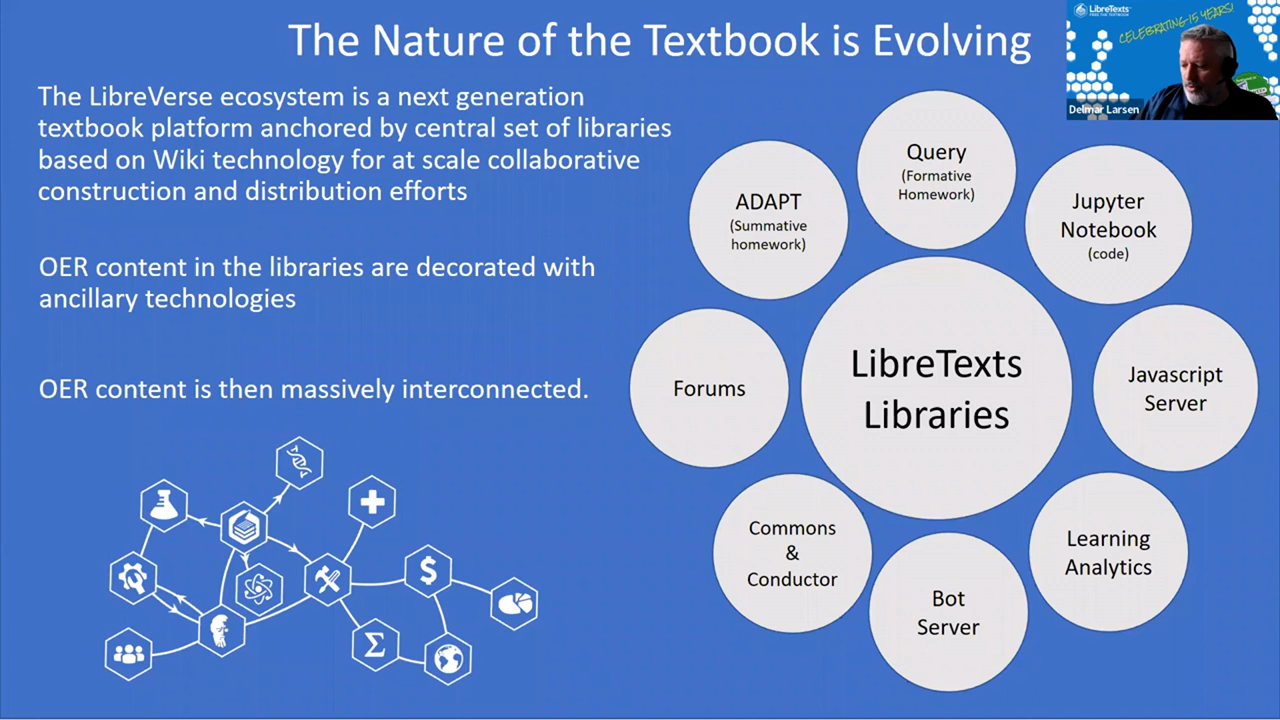 The Nature of the Textbook is Evolving
LibreTexts
CELEBRATING 15 YEARS!
Delmar Larsen
The LibreVerse ecosystem is a next generation
textbook platform anchored by central set of libraries
based on Wiki technology for at scale collaborative
construction and distribution efforts
OER content in the libraries are decorated with
ancillary technologies
OER content is then massively interconnected.
Query
(Formative
Homework)
ADAPT
(Summative
homework)
Jupyter
Notebook
(code)
Forums
LibreTexts
Libraries
Javascript
Server
Commons
&
Conductor
Learning
Analytics
Bot
Server
$
Σ